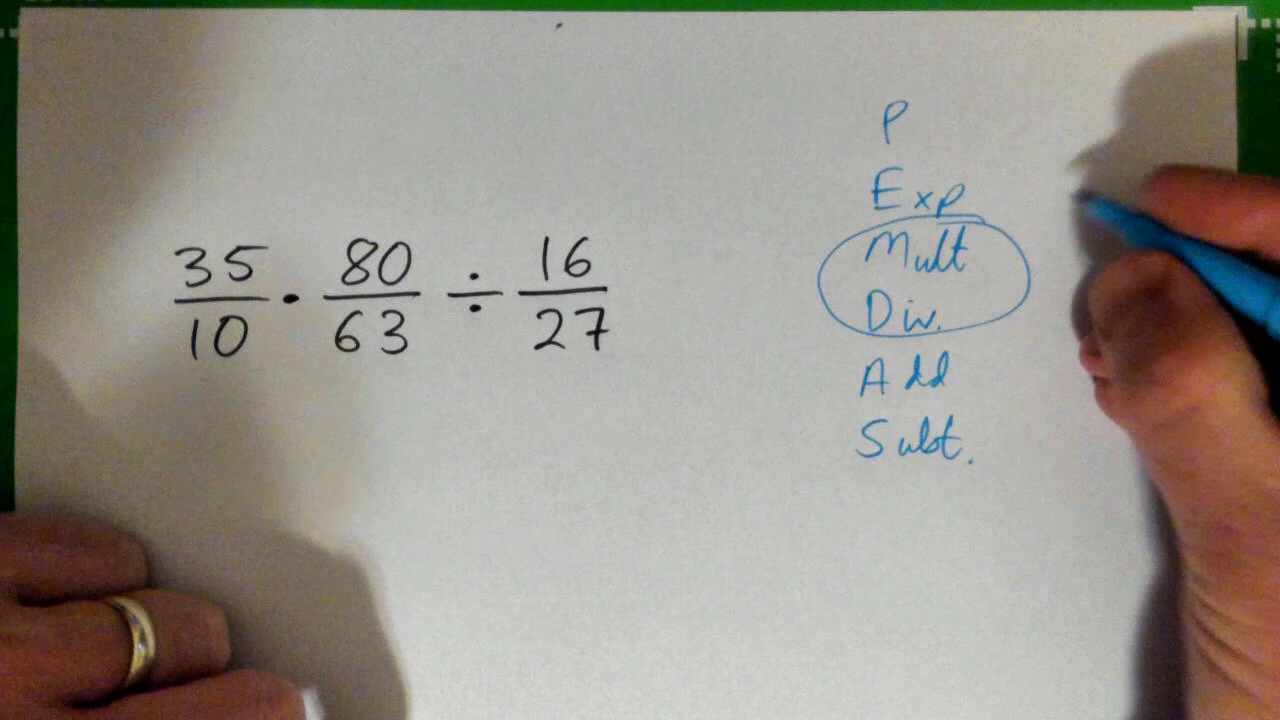 35/10 · 80/63 ÷ 16/27
P
Exp
Mult
Div.
Add
Subt.